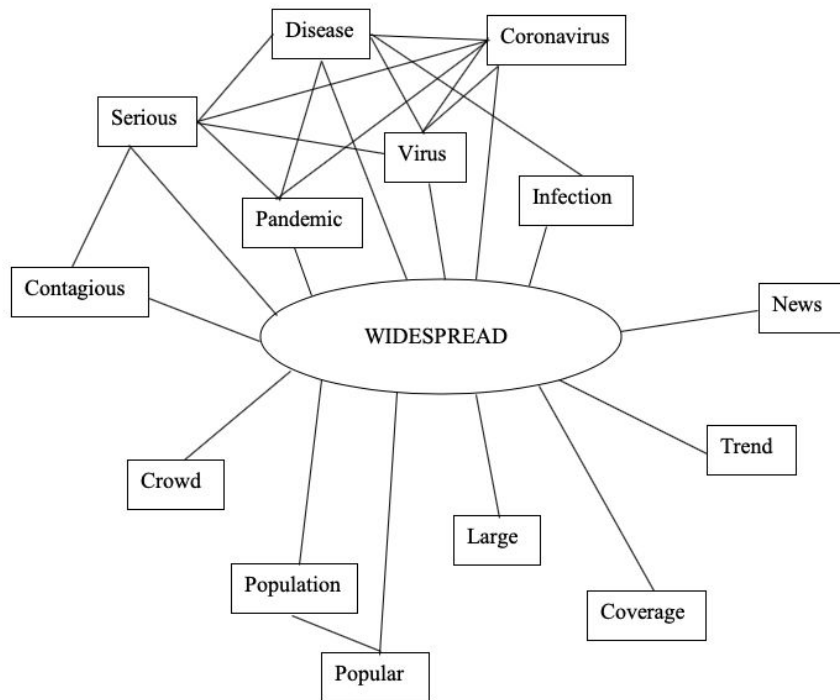 Disease
Coronavirus
Serious
Virus
Infection
Pandemic
Contagious
News
WIDESPREAD
Trend
Crowd
Large
Population
Coverage
Popular